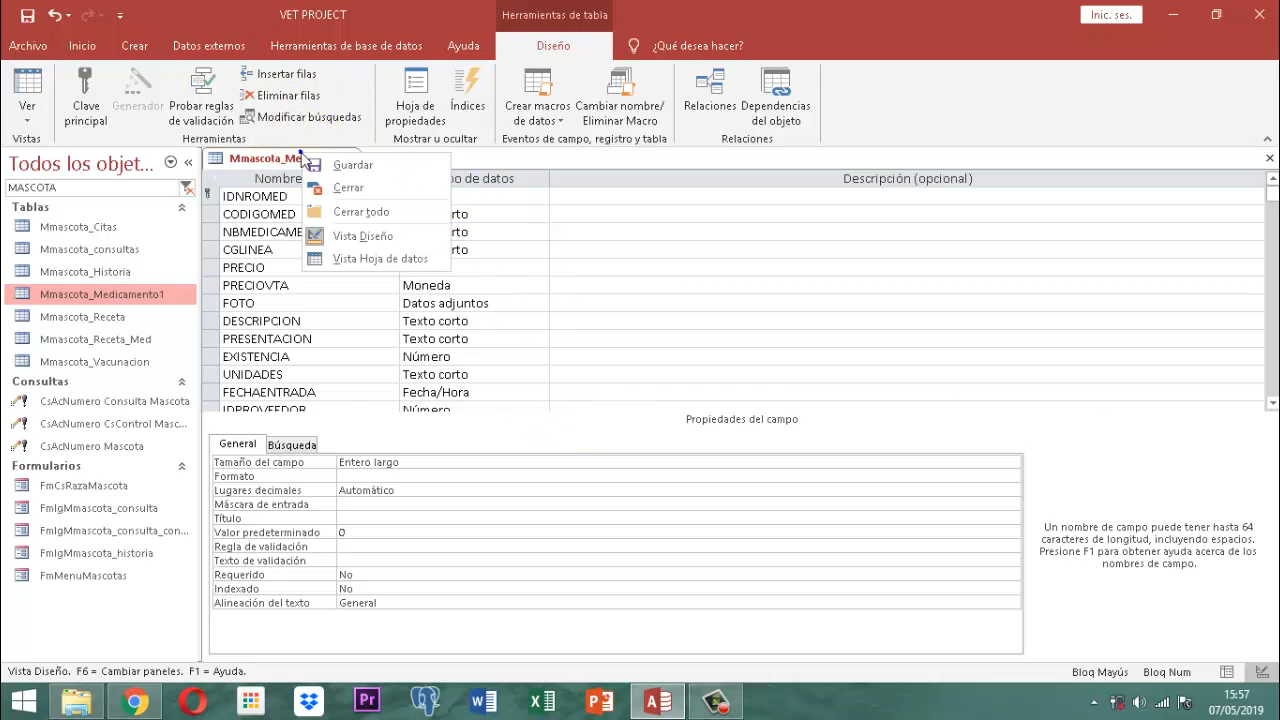 VET PROJECT
Herramientas de tabla
Inic. ses.
Archivo
Inicio
Crear
Datos externos
Herramientas de base de datos
Ayuda
Diseño
¿Qué desea hacer?
Ver
Clave principal
Generador
Probar reglas de validación
Insertar filas
Eliminar filas
Modificar búsquedas
Hoja de propiedades
Índices
Crear macros de datos
Cambiar nombre/ Eliminar Macro
Relaciones
Dependencias del objeto
Vistas
Herramientas
Mostrar u ocultar
Eventos de campo, registro y tabla
Relaciones
Todos los objet...
MASCOTA
Tablas
Mmascota_Citas
Mmascota_consultas
Mmascota_Historia
Mmascota_Medicamento1
Mmascota_Receta
Mmascota_Receta_Med
Mmascota_Vacunacion
Consultas
CsAcNumero Consulta Mascota
CsAcNumero CsControl Masc...
CsAcNumero Mascota
Formularios
FmCsRazaMascota
FmIgMmascota_consulta
FmIgMmascota_consulta_con...
FmIgMmascota_historia
FmMenuMascotas
Mmascota_Me
Guardar
Cerrar
Cerrar todo
Vista Diseño
Vista Hoja de datos
Nombre
o de datos
Descripción (opcional)
IDNROMED
CODIGOMED
rto
NBMEDICAME
rto
CGLINEA
rto
PRECIO
PRECIOVTA
Moneda
FOTO
Datos adjuntos
DESCRIPCION
Texto corto
PRESENTACION
Texto corto
EXISTENCIA
Número
UNIDADES
Texto corto
FECHAENTRADA
Fecha/Hora
IDPROVEEDOR
Número
Propiedades del campo
General
Búsqueda
Tamaño del campo
Entero largo
Formato
Lugares decimales
Automático
Máscara de entrada
Título
Valor predeterminado
0
Regla de validación
Texto de validación
Requerido
No
Indexado
No
Alineación del texto
General
Un nombre de campo puede tener hasta 64
caracteres de longitud, incluyendo espacios.
Presione F1 para obtener ayuda acerca de los
nombres de campo.
Vista Diseño. F6 = Cambiar paneles. F1 = Ayuda.
Bloq Mayús
Bloq Num
Pr
15:57
07/05/2019